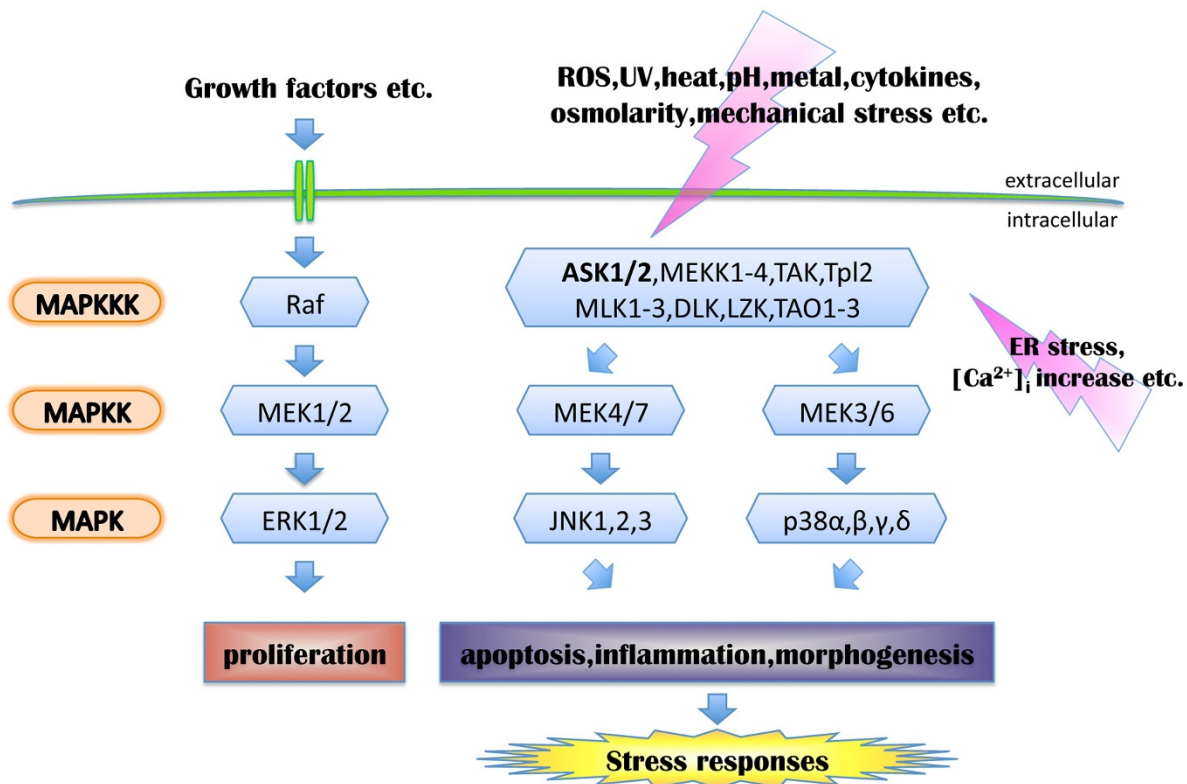 Growth factors etc.
ROS,UV,heat,pH,metal,cytokines,
osmolarity,mechanical stress etc.
extracellular
intracellular
MAPKKK
Raf
ASK1/2,MEKK1-4,TAK,Tpl2
MLK1-3,DLK,LZK,TAO1-3
ER stress,
[Ca²⁺]ᵢ increase etc.
MAPKK
MEK1/2
MEK4/7
MEK3/6
MAPK
ERK1/2
JNK1,2,3
p38α,β,γ,δ
proliferation
apoptosis,inflammation,morphogenesis
Stress responses